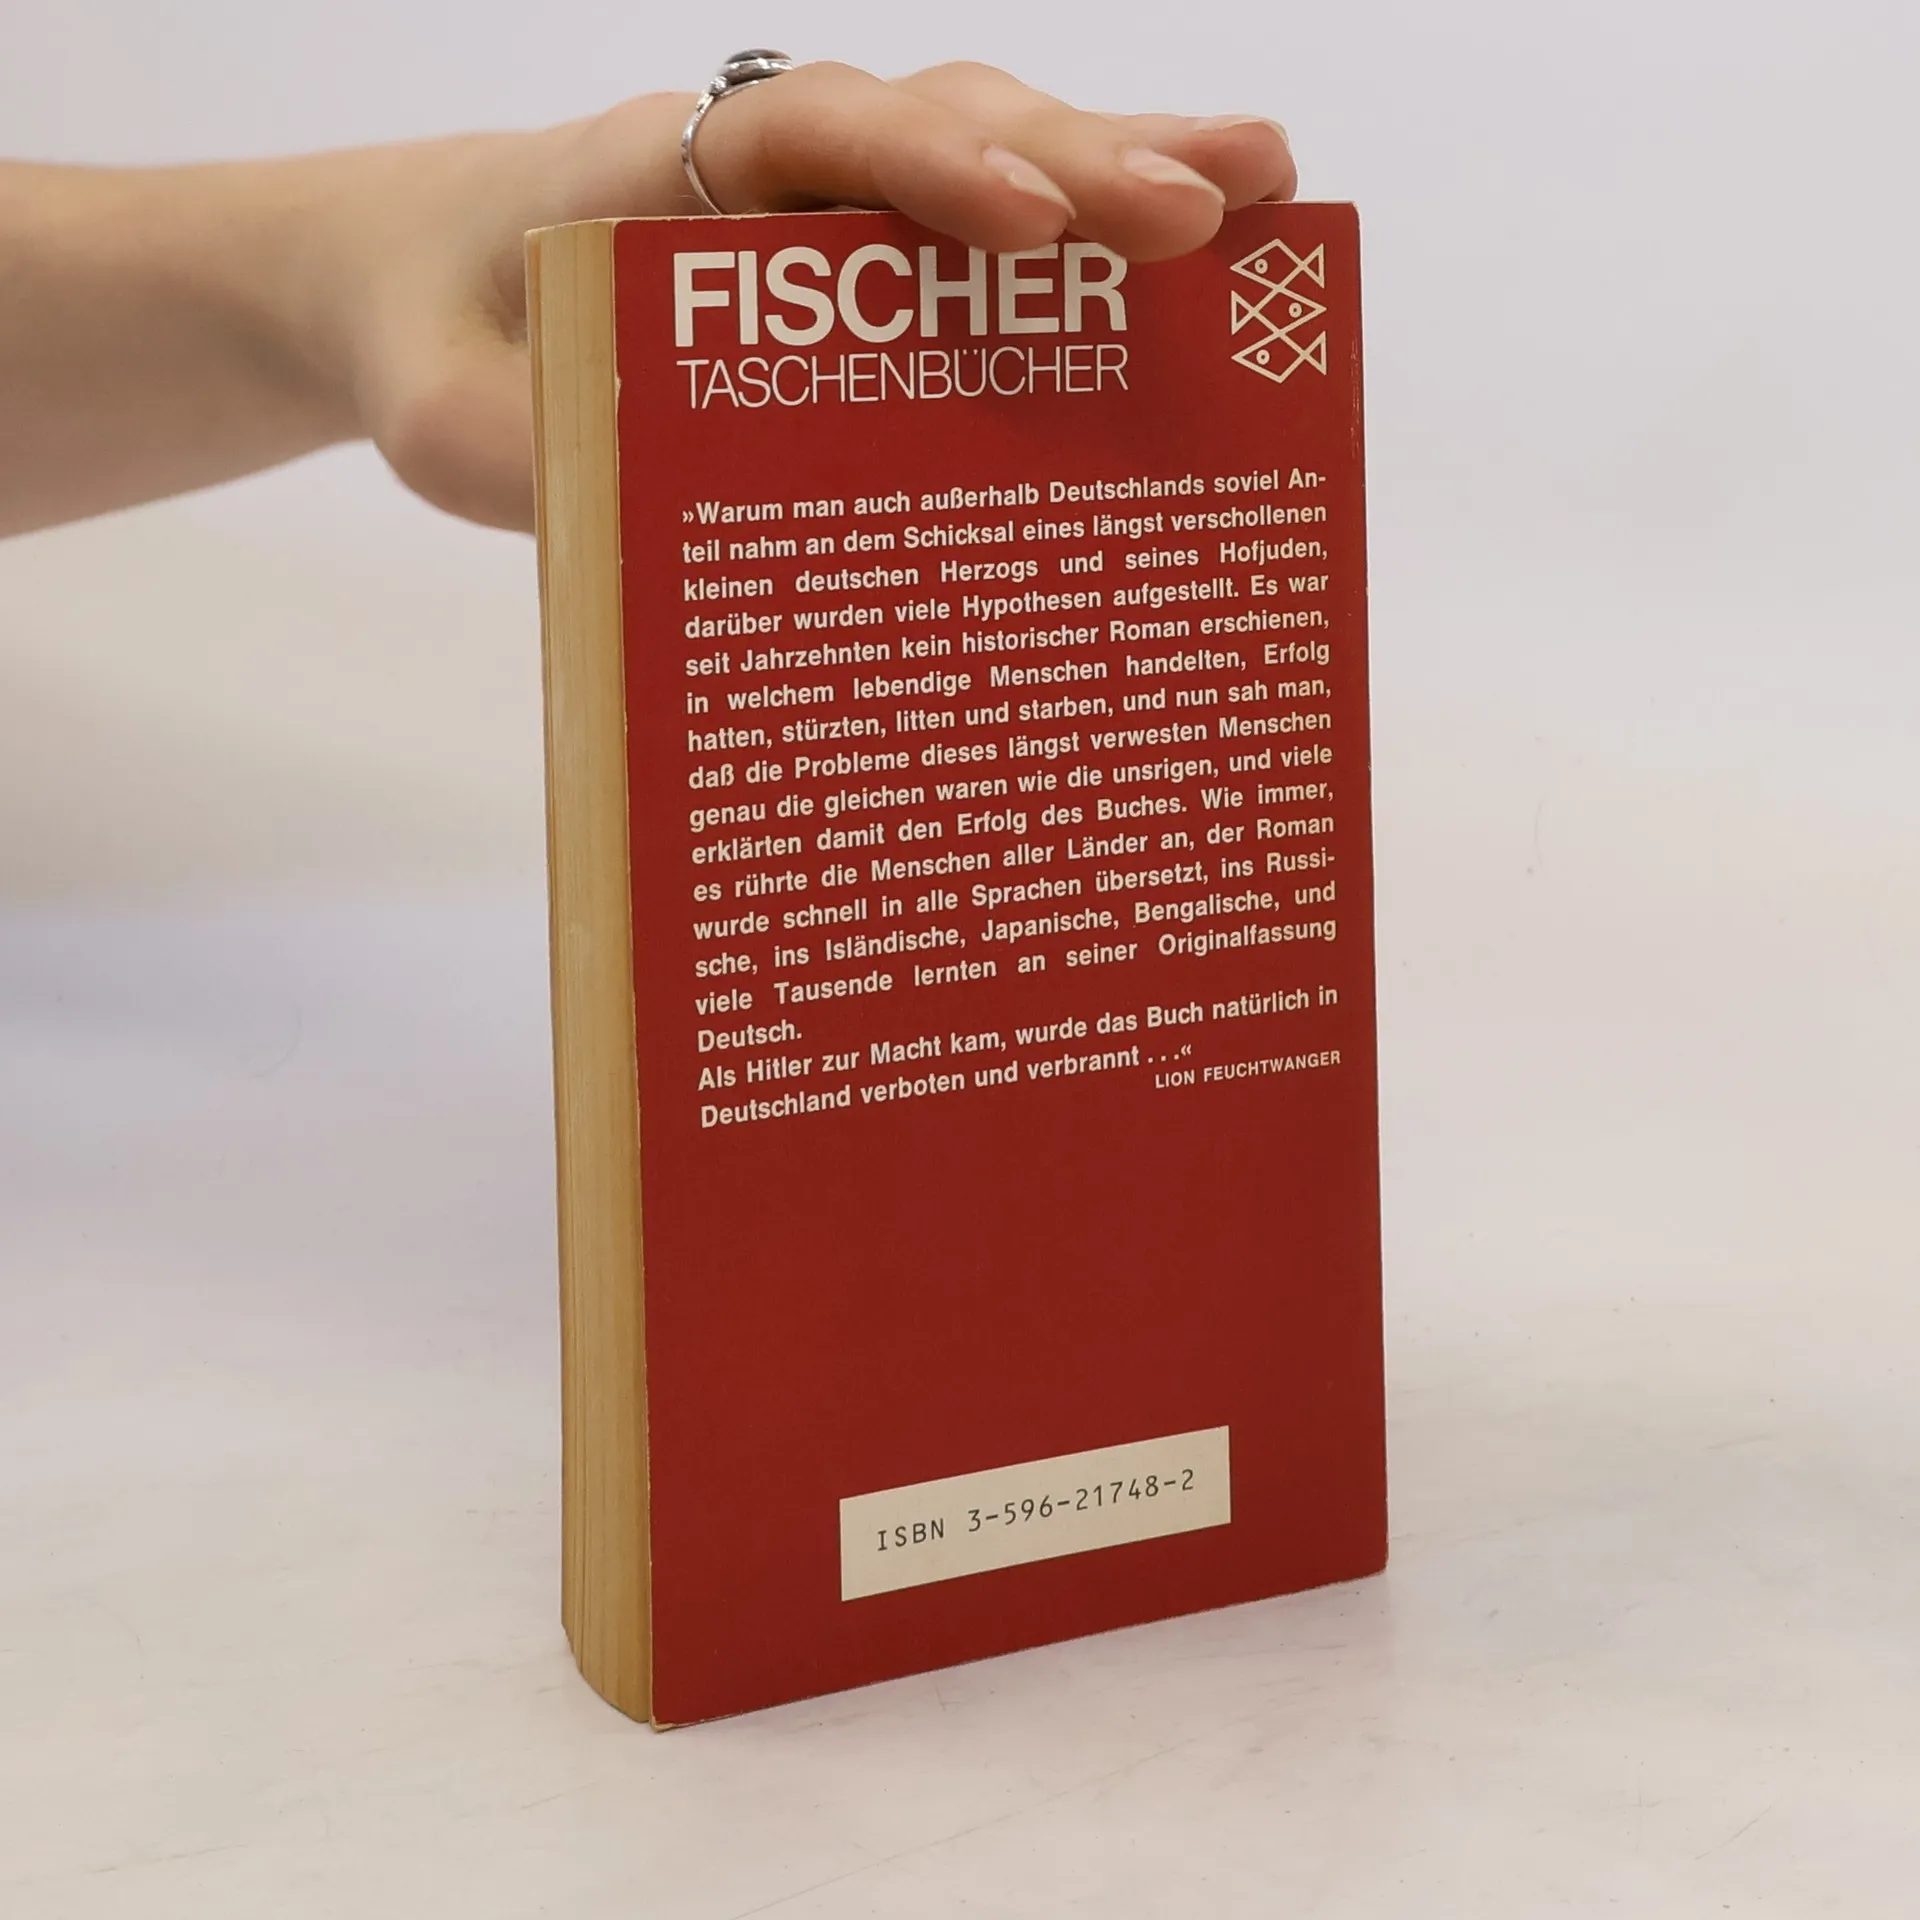 FISCHER
TASCHENBÜCHER
»Warum man auch außerhalb Deutschlands soviel An-
teil nahm an dem Schicksal eines längst verschollenen
kleinen deutschen Herzogs und seines Hofjuden,
darüber wurden viele Hypothesen aufgestellt. Es war
seit Jahrzehnten kein historischer Roman erschienen,
in welchem lebendige Menschen handelten, Erfolg
hatten, stürzten, litten und starben, und nun sah man,
daß die Probleme dieses längst verwesten Menschen
genau die gleichen waren wie die unsrigen, und viele
erklärten damit den Erfolg des Buches. Wie immer,
es rührte die Menschen aller Länder an, der Roman
wurde schnell in alle Sprachen übersetzt, ins Russi-
sche, ins Isländische, Japanische, Bengalische, und
viele Tausende lernten an seiner Originalfassung
Deutsch.
Als Hitler zur Macht kam, wurde das Buch natürlich in
Deutschland verboten und verbrannt . . .«
LION FEUCHTWANGER
ISBN 3-596-21748-2